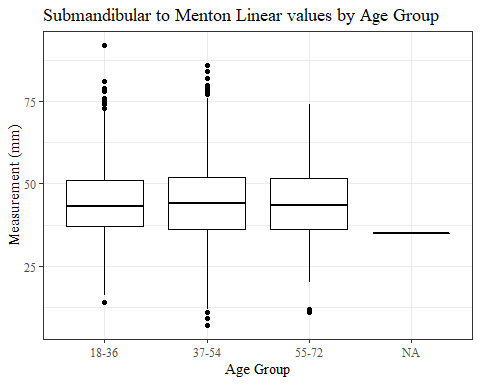 Submandibular to Menton Linear values by Age Group
Measurement (mm)
75
50
25
18-36
37-54
55-72
NA
Age Group